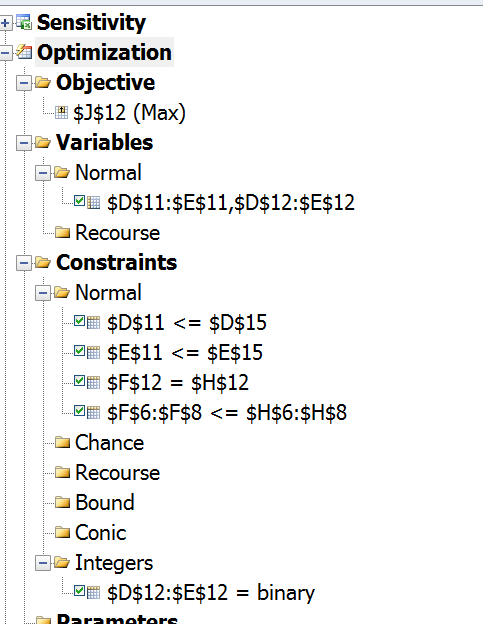 Sensitivity
Optimization
Objective
$J$12 (Max)
Variables
Normal
$D$11:$E$11,$D$12:$E$12
Recourse
Constraints
Normal
$D$11 <= $D$15
$E$11 <= $E$15
$F$12 = $H$12
$F$6:$F$8 <= $H$6:$H$8
Chance
Recourse
Bound
Conic
Integers
$D$12:$E$12 = binary
Parameters